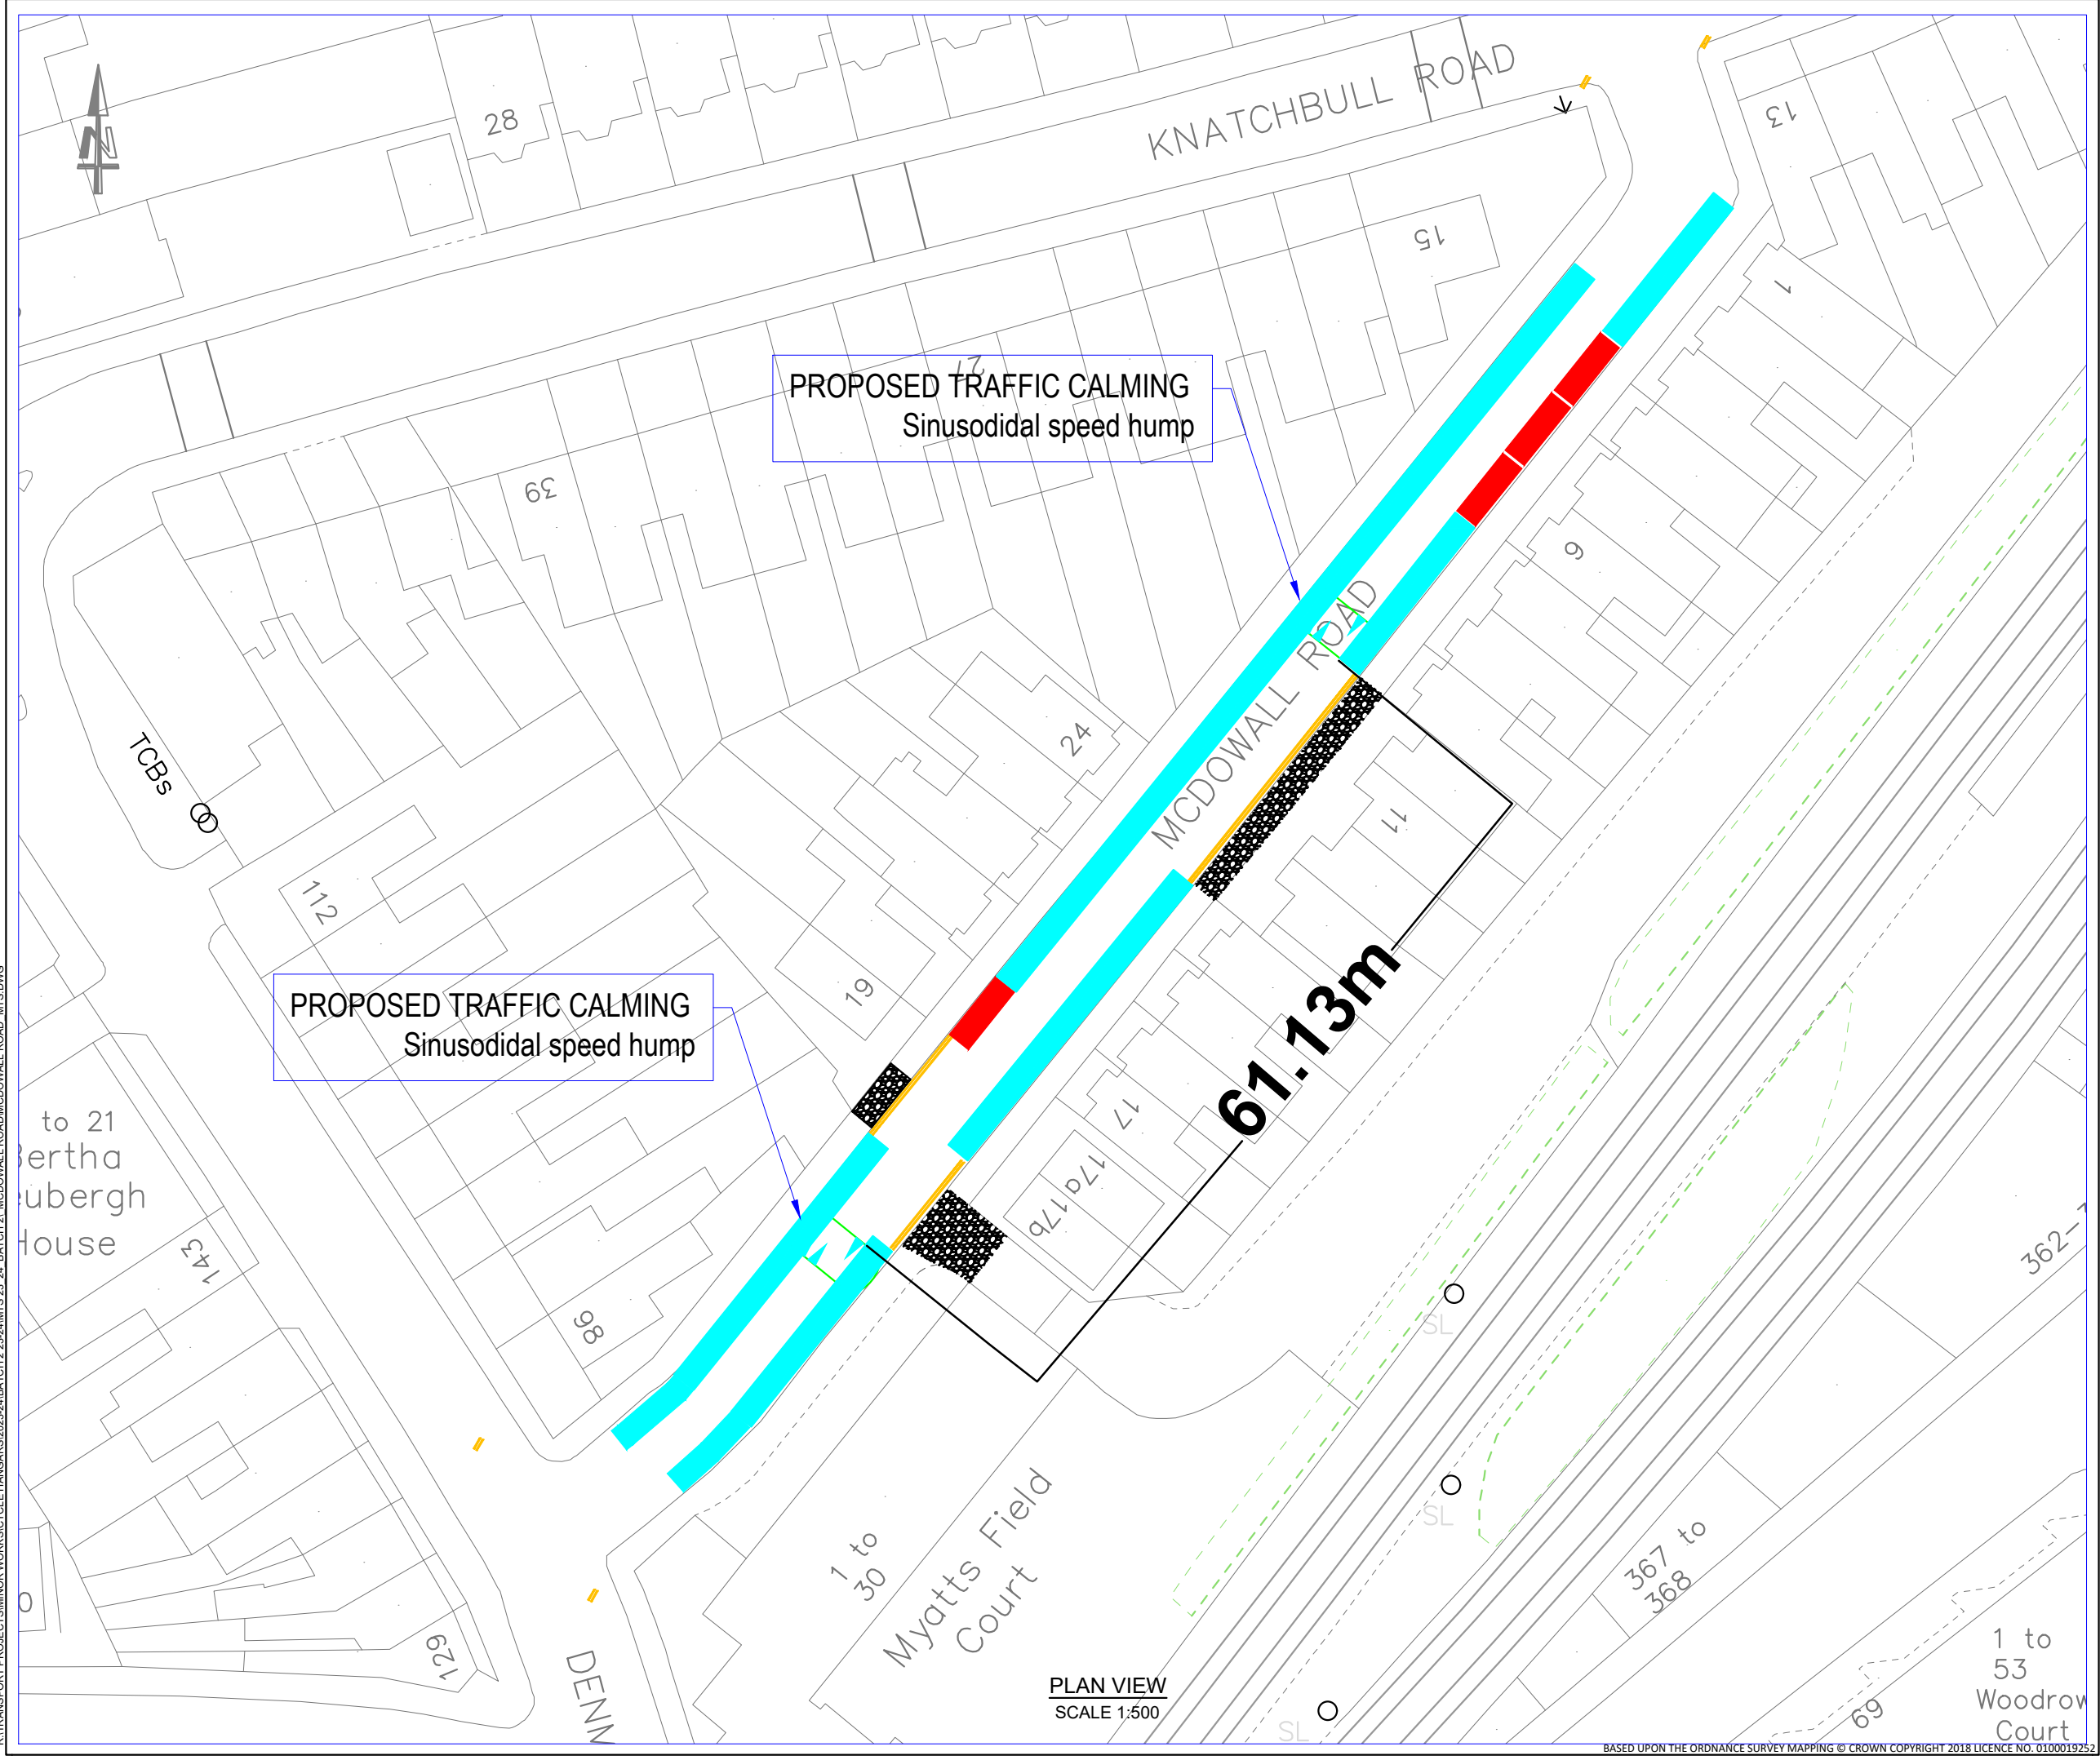 N
28
KNATCHBULL ROAD
13
15
1
27
PROPOSED TRAFFIC CALMING
Sinusodidal speed hump
39
9
MCDOWALL ROAD
24
TCBs
11
112
19
61.13m
PROPOSED TRAFFIC CALMING
Sinusodidal speed hump
17
to 21
House
17a
17b
143
86
SL
SL
1 to
30
Myatts Field
Court
367 to
368
129
PLAN VIEW
SCALE 1:500
SL
69
1 to
53
Court
BASED UPON THE ORDNANCE SURVEY MAPPING © CROWN COPYRIGHT 2018 LICENCE NO. 0100019252